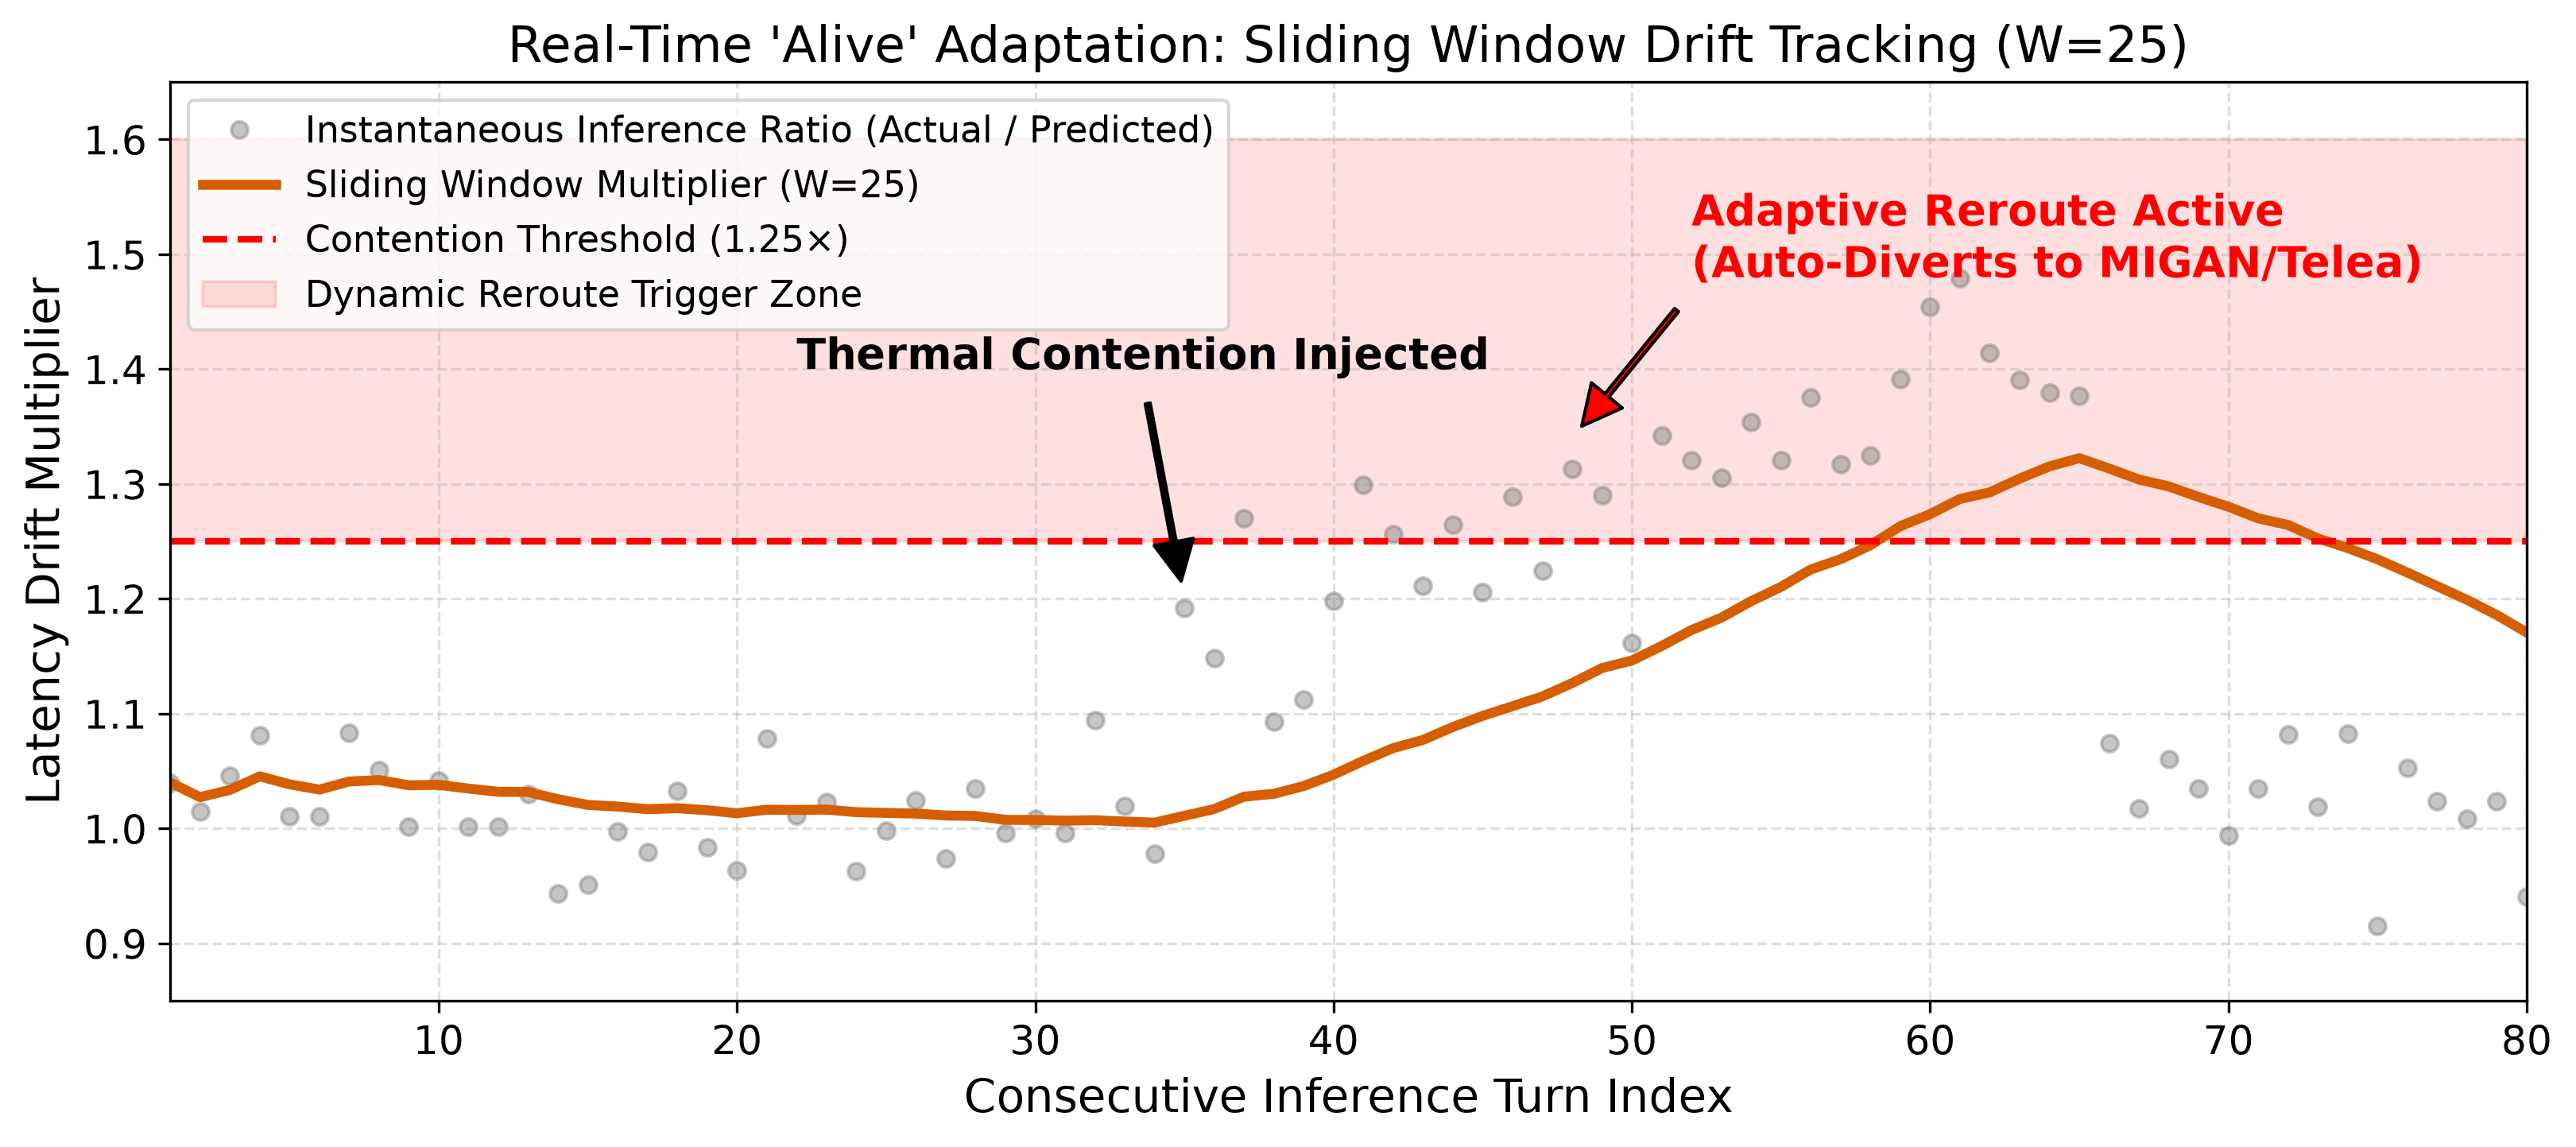 Real-Time 'Alive' Adaptation: Sliding Window Drift Tracking (W=25)
Instantaneous Inference Ratio (Actual / Predicted)
Sliding Window Multiplier (W=25)
Contention Threshold (1.25×)
Dynamic Reroute Trigger Zone
Adaptive Reroute Active
(Auto-Diverts to MIGAN/Telea)
Thermal Contention Injected
Latency Drift Multiplier
1.6
1.5
1.4
1.3
1.2
1.1
1.0
0.9
10 20 30 40 50 60 70 80
Consecutive Inference Turn Index